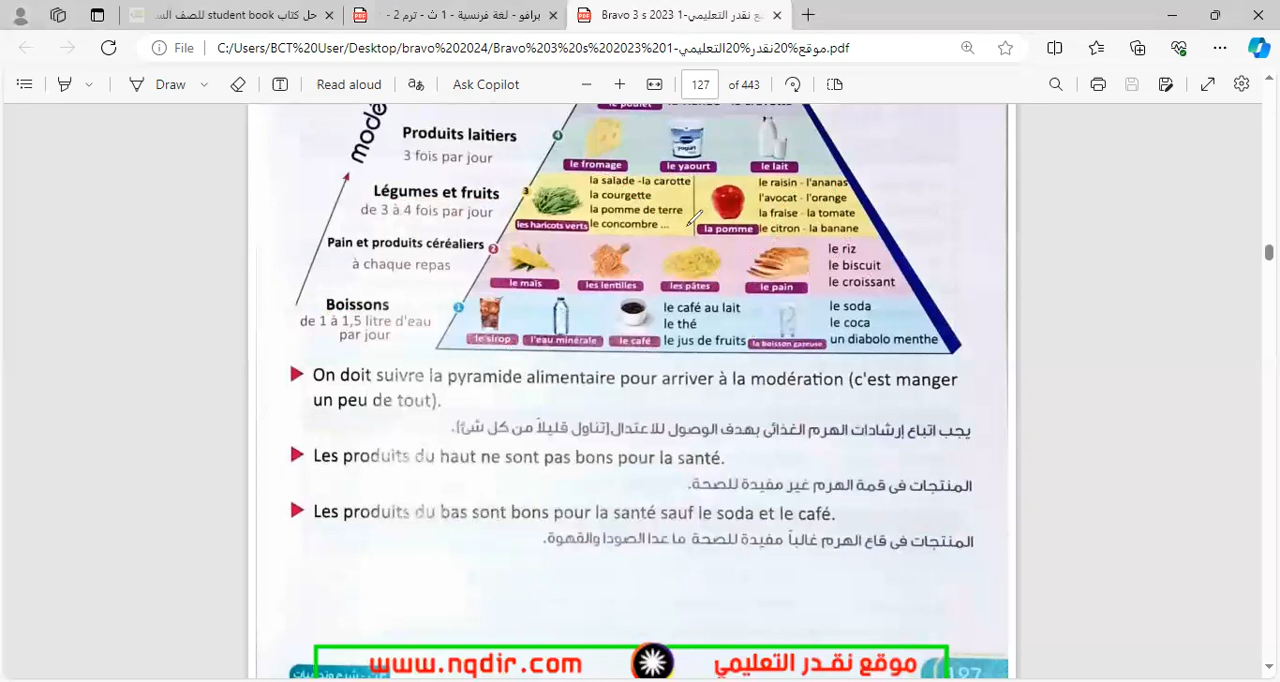 حل كتاب student book للصف الس
برافو - لغة فرنسية - 1 ث - ترم 2 -
Bravo 3 s 2023 1-ع نقدر التعليمي
File
C:/Users/BCT%20User/Desktop/bravo%202024/Bravo%203%20s%202023%201-موقع%20نقدر%20التعليمي.pdf
Draw
Read aloud
Ask Copilot
127 of 443
modé
le poulet
Produits laitiers
3 fois par jour
4
le fromage
le yaourt
le lait
Légumes et fruits
de 3 à 4 fois par jour
3
les haricots verts
la salade -la carotte
la courgette
la pomme de terre
le concombre ...
la pomme
le raisin - l'ananas
l'avocat - l'orange
la fraise - la tomate
le citron - la banane
Pain et produits céréaliers
à chaque repas
2
le maïs
les lentilles
les pâtes
le pain
le riz
le biscuit
le croissant
Boissons
de 1 à 1,5 litre d'eau
par jour
1
le sirop
l'eau minérale
le café
le café au lait
le thé
le jus de fruits
la boisson gazeuse
le soda
le coca
un diabolo menthe
On doit suivre la pyramide alimentaire pour arriver à la modération (c'est manger
un peu de tout).
يجب اتباع إرشادات الهرم الغذائى بهدف الوصول للاعتدال(تناول قليلاً من كل شئ).
Les produits du haut ne sont pas bons pour la santé.
المنتجات فى قمة الهرم غير مفيدة للصحة.
Les produits du bas sont bons pour la santé sauf le soda et le café.
المنتجات فى قاع الهرم غالباً مفيدة للصحة ما عدا الصودا والقهوة.
www.nqdir.com
موقع نقدر التعليمي
127